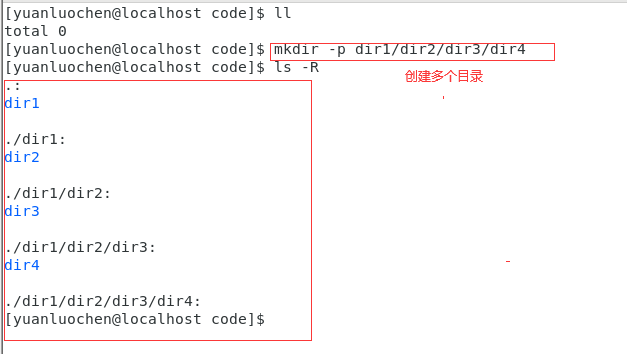 [yuanluochen@localhost code]$ ll
total 0
[yuanluochen@localhost code]$ mkdir -p dir1/dir2/dir3/dir4
[yuanluochen@localhost code]$ ls -R
创建多个目录
.:
dir1
./dir1:
dir2
./dir1/dir2:
dir3
./dir1/dir2/dir3:
dir4
./dir1/dir2/dir3/dir4:
[yuanluochen@localhost code]$